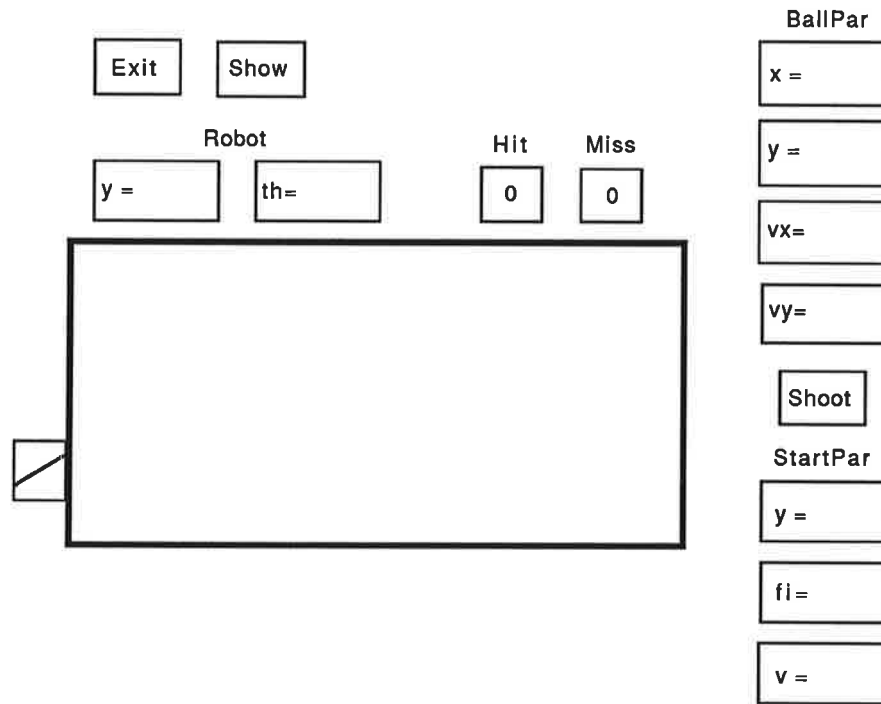 BallPar
Exit Show
x =
Robot Hit Miss
y =
y = th= 0 0
vx=
vy=
Shoot
StartPar
y =
fi=
v =